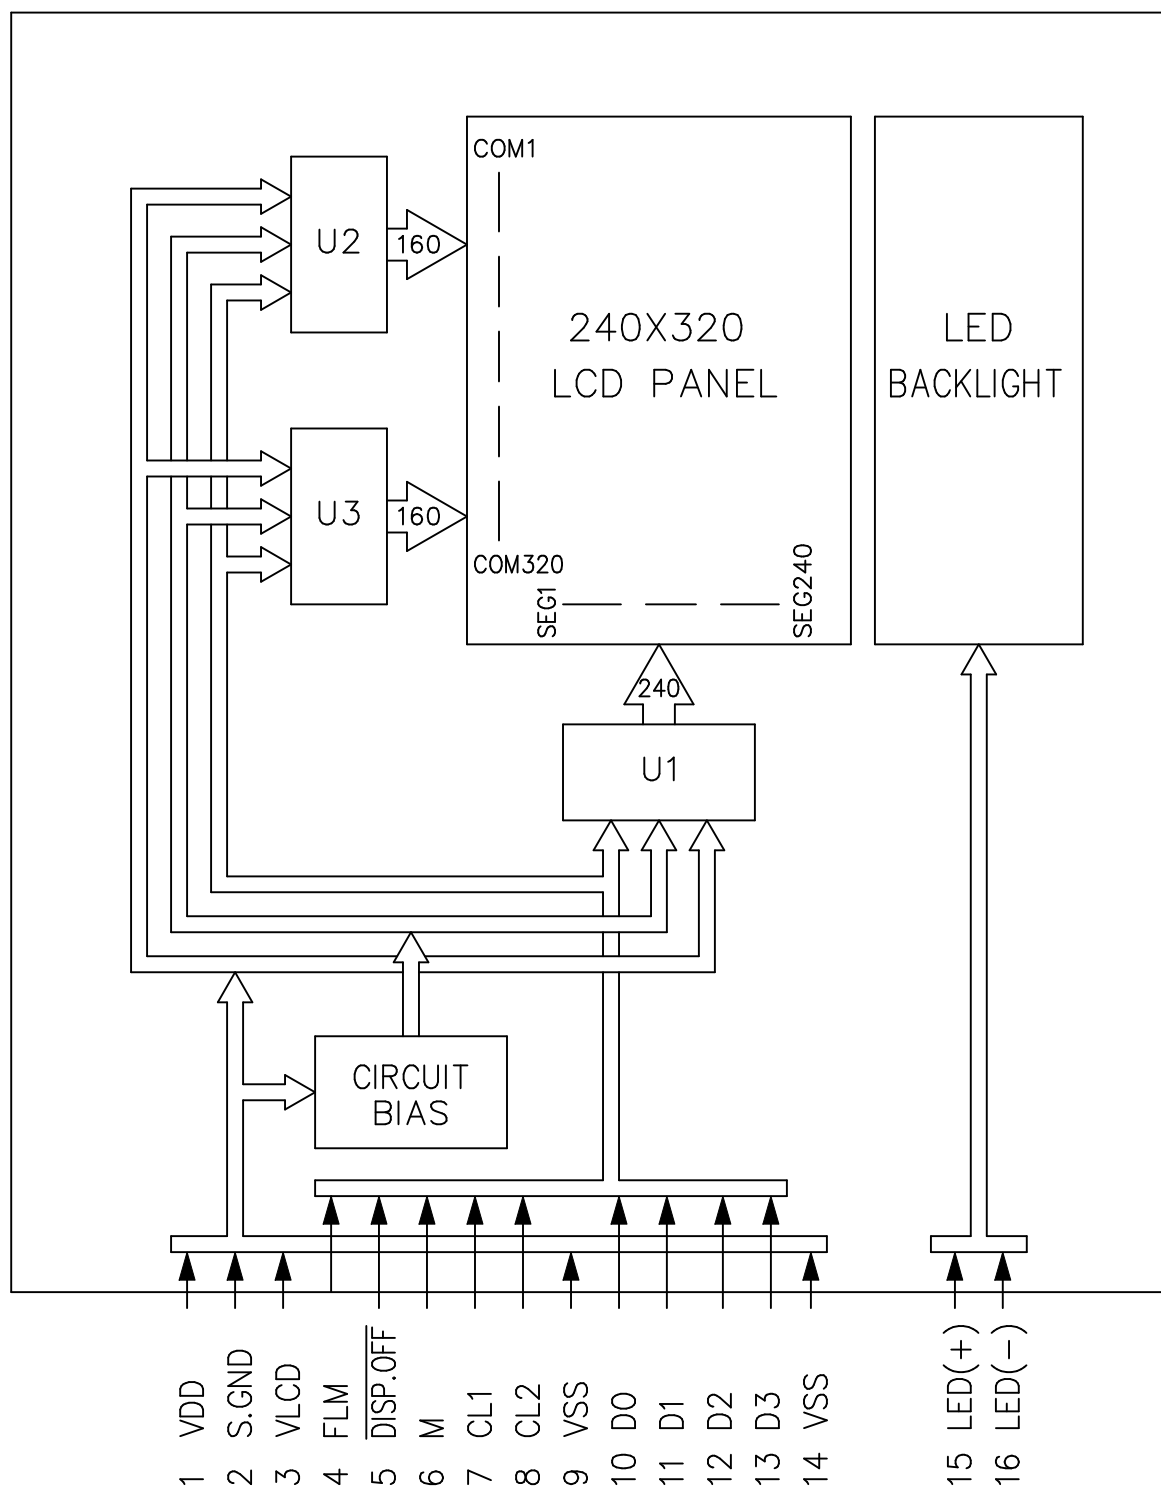 COM1
U2
160
240X320
LCD PANEL
LED
BACKLIGHT
U3
160
COM320
SEG1
SEG240
240
U1
CIRCUIT
BIAS
1 VDD
2 S.GND
3 VLCD
4 FLM
5 DISP.OFF
6 M
7 CL1
8 CL2
9 VSS
10 D0
11 D1
12 D2
13 D3
14 VSS
15 LED(+)
16 LED(-)